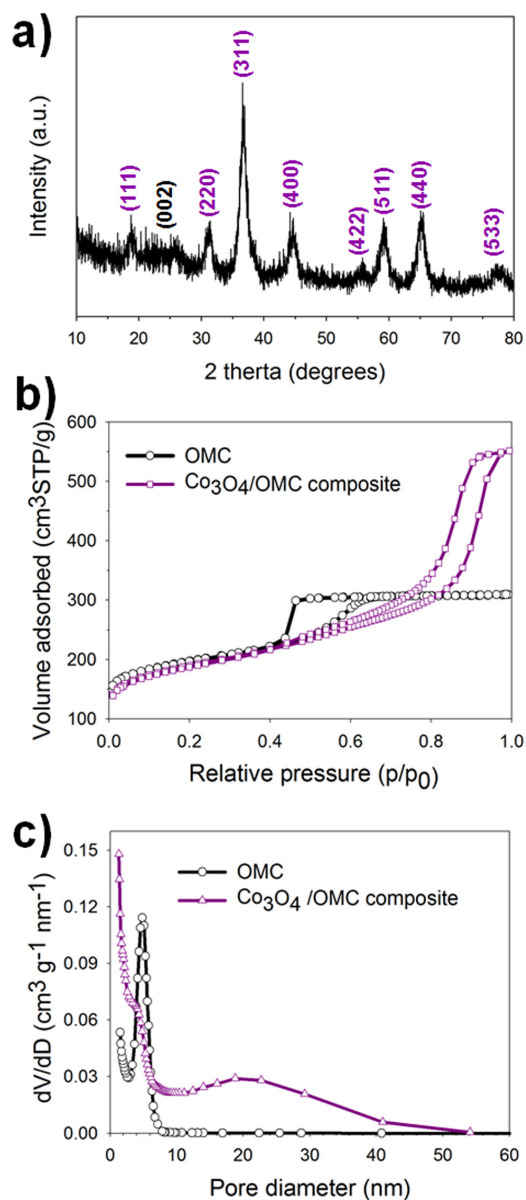 a)
(111)
(002)
(220)
(311)
(400)
(422)
(511)
(440)
(533)
Intensity (a.u.)
10 20 30 40 50 60 70 80
2 therta (degrees)
b)
600
500
400
300
200
100
OMC
Co3O4/OMC composite
Volume adsorbed (cm3STP/g)
0.0 0.2 0.4 0.6 0.8 1.0
Relative pressure (p/p0)
c)
0.15
0.12
0.09
0.06
0.03
0.00
OMC
Co3O4 /OMC composite
dV/dD (cm3 g-1 nm-1)
0 10 20 30 40 50 60
Pore diameter (nm)